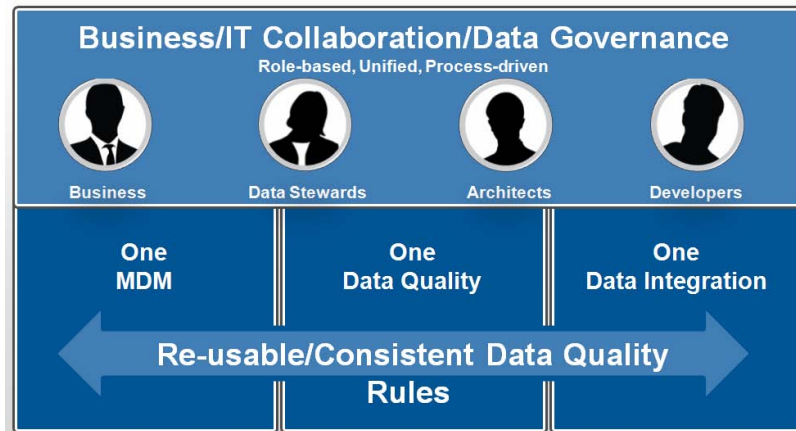 Business/IT Collaboration/Data Governance
Role-based, Unified, Process-driven
Business
Data Stewards
Architects
Developers
One
MDM
One
Data Quality
One
Data Integration
Re-usable/Consistent Data Quality
Rules